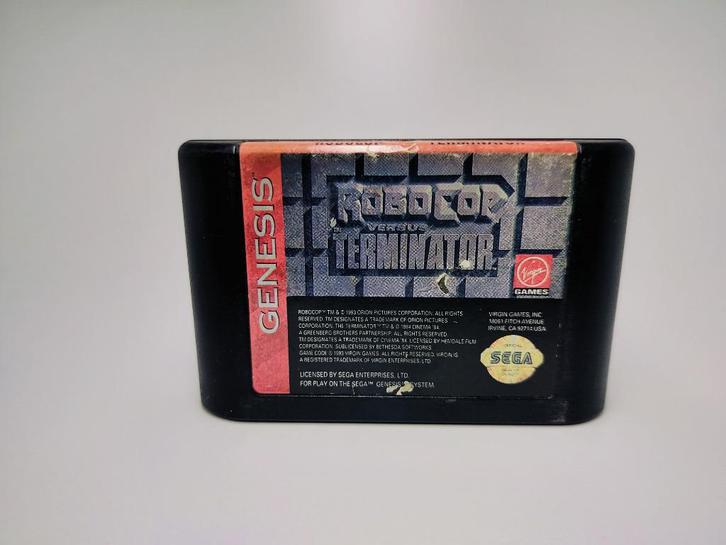 GENESIS
ROBOCOP
VERSUS
TERMINATOR
Virgin
GAMES
ROBOCOP™ & © 1993 ORION PICTURES CORPORATION. ALL RIGHTS
RESERVED. TM DESIGNATES A TRADEMARK OF ORION PICTURES
CORPORATION. THE TERMINATOR™ TM & © 1984 CINEMA '84,
A GREENBERG BROTHERS PARTNERSHIP. ALL RIGHTS RESERVED.
TM DESIGNATES A TRADEMARK OF CINEMA '84. LICENSED BY HEMDALE FILM
CORPORATION. SUBLICENSED BY BETHESDA SOFTWORKS.
GAME CODE © 1993 VIRGIN GAMES. ALL RIGHTS RESERVED. VIRGIN IS
A REGISTERED TRADEMARK OF VIRGIN ENTERPRISES, LTD.
LICENSED BY SEGA ENTERPRISES, LTD.
FOR PLAY ON THE SEGA™ GENESIS™ SYSTEM.
VIRGIN GAMES, INC
18061 FITCH AVENUE
IRVINE, CA 92714 USA
OFFICIAL
SEGA